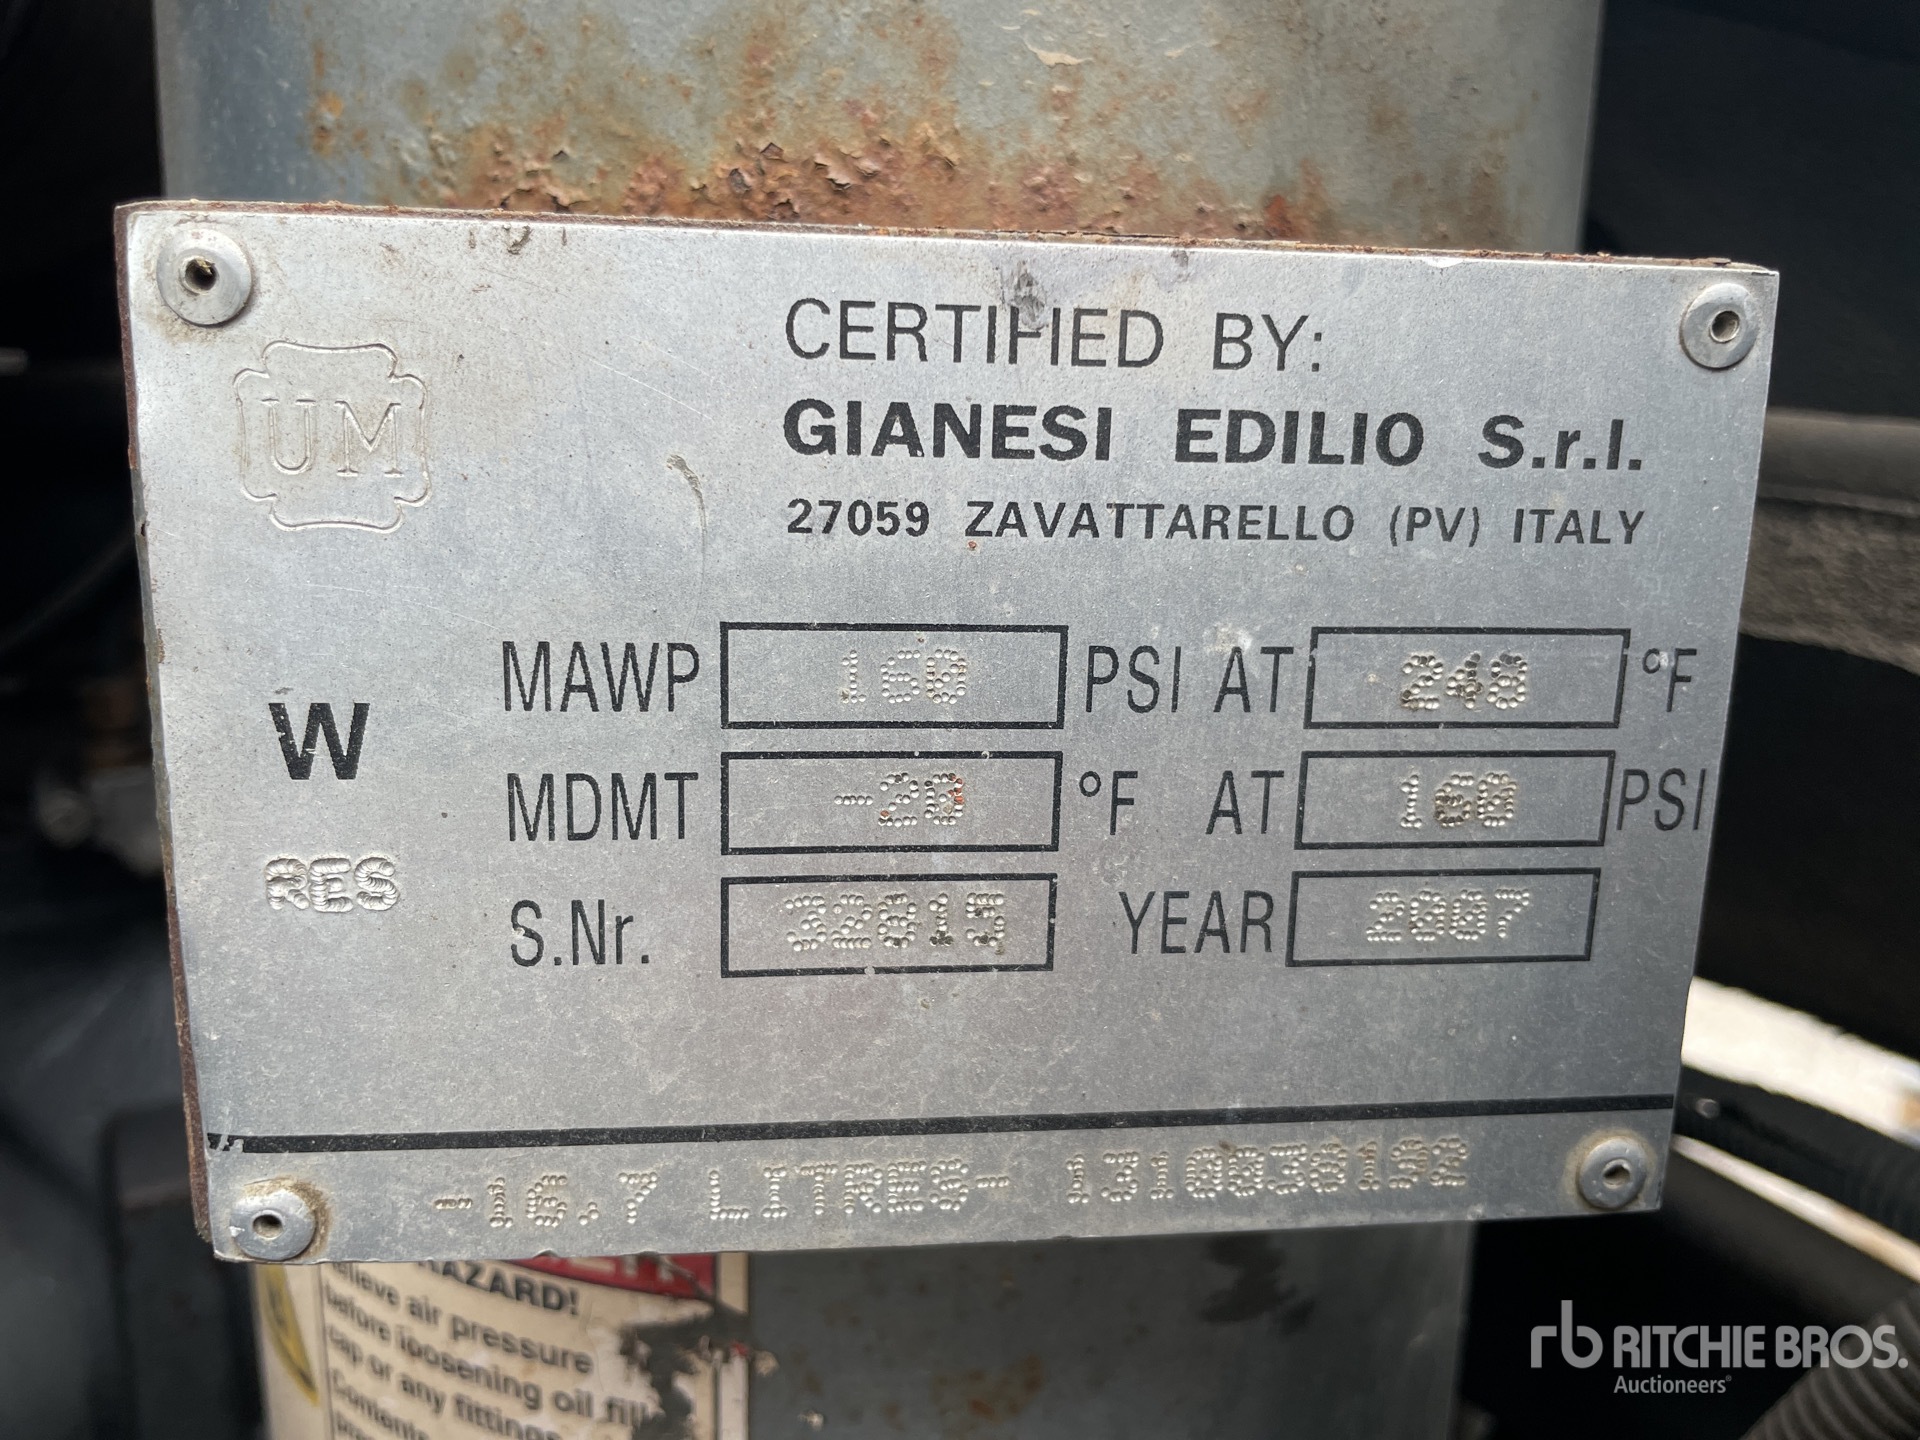 CERTIFIED BY:
UM
GIANESI EDILIO S.r.l.
27059 ZAVATTARELLO (PV) ITALY
W
RES
MAWP 160 PSI AT 248 °F
MDMT -20 °F AT 160 PSI
S.Nr. 32015 YEAR 2007
-16.7 LITRES- 1310030192
HAZARD!
Relieve air pressure
before loosening oil fill
cap or any fittings
RITCHIE BROS.
Auctioneers